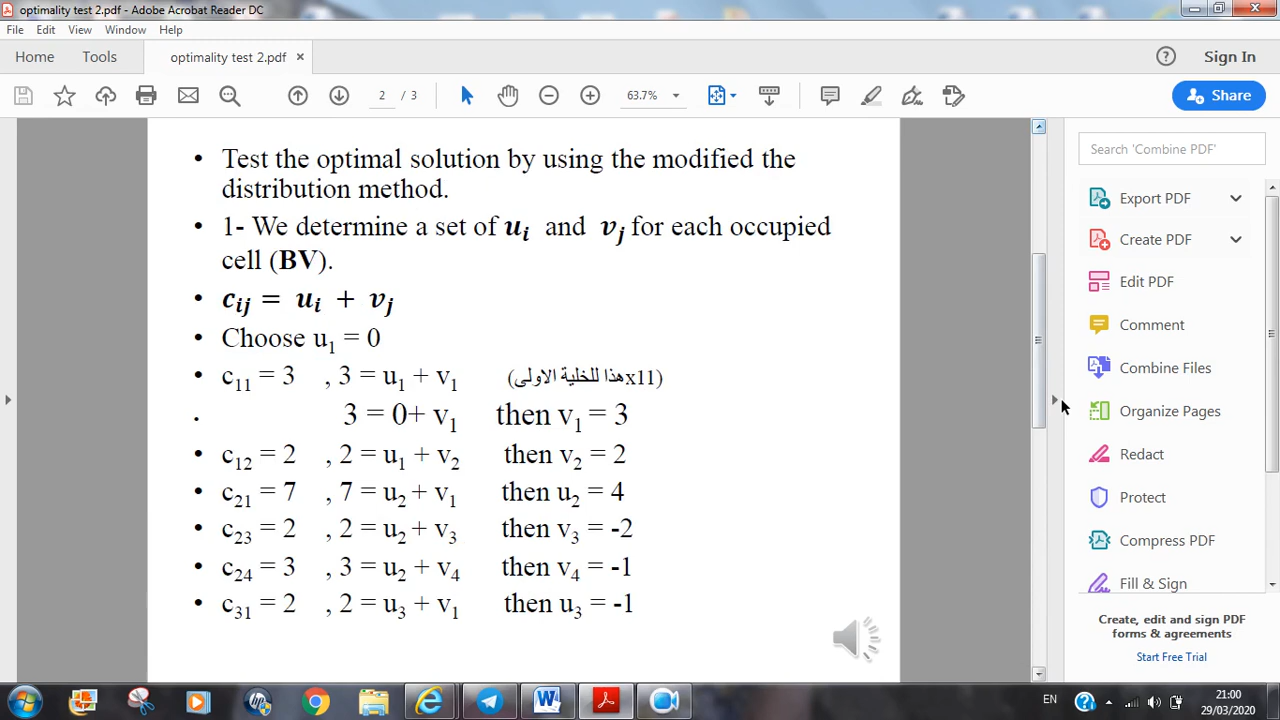 optimality test 2.pdf - Adobe Acrobat Reader DC
File Edit View Window Help
Home Tools optimality test 2.pdf × Sign In
2 / 3 63.7% Share
• Test the optimal solution by using the modified the
distribution method.
• 1- We determine a set of uᵢ and vⱼ for each occupied
cell (BV).
• cᵢⱼ = uᵢ + vⱼ
• Choose u₁ = 0
• c₁₁ = 3 , 3 = u₁ + v₁ (هذا للخلية الاولى x11)
. 3 = 0+ v₁ then v₁ = 3
• c₁₂ = 2 , 2 = u₁ + v₂ then v₂ = 2
• c₂₁ = 7 , 7 = u₂ + v₁ then u₂ = 4
• c₂₃ = 2 , 2 = u₂ + v₃ then v₃ = -2
• c₂₄ = 3 , 3 = u₂ + v₄ then v₄ = -1
• c₃₁ = 2 , 2 = u₃ + v₁ then u₃ = -1
Search 'Combine PDF'
Export PDF
Create PDF
Edit PDF
Comment
Combine Files
Organize Pages
Redact
Protect
Compress PDF
Fill & Sign
Create, edit and sign PDF
forms & agreements
Start Free Trial
EN 21:00
29/03/2020